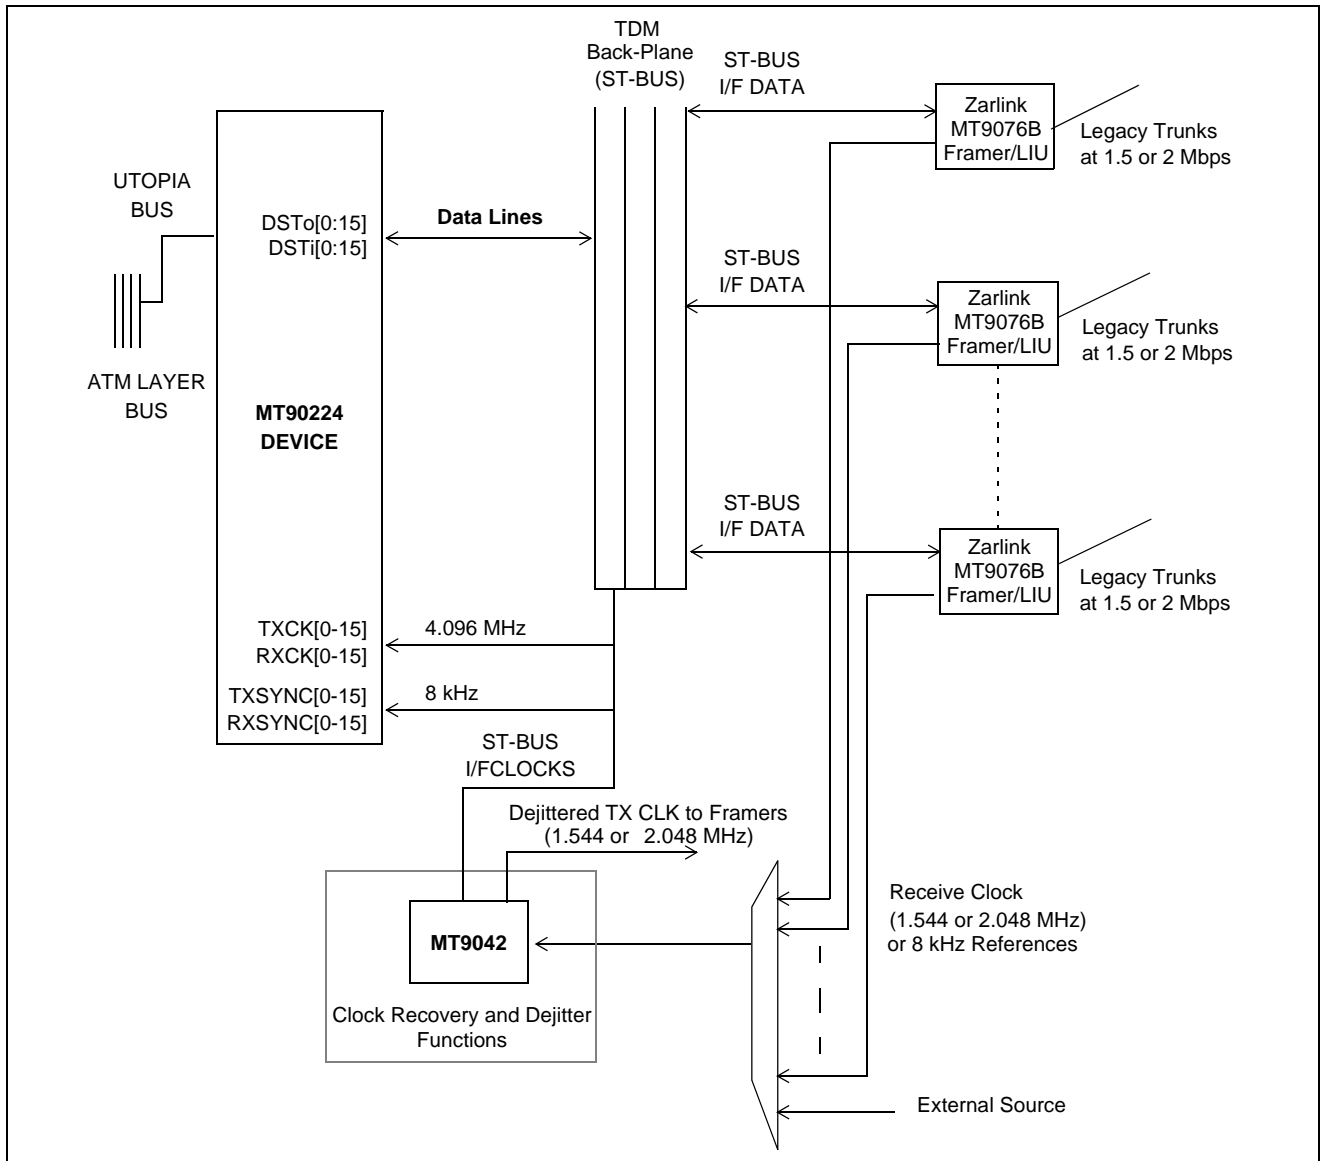 TDM
Back-Plane
(ST-BUS)
ST-BUS
I/F DATA
Zarlink
MT9076B
Framer/LIU
Legacy Trunks
at 1.5 or 2 Mbps
UTOPIA
BUS
DSTo[0:15]
DSTi[0:15]
Data Lines
ST-BUS
I/F DATA
Zarlink
MT9076B
Framer/LIU
Legacy Trunks
at 1.5 or 2 Mbps
ATM LAYER
BUS
MT90224
DEVICE
ST-BUS
I/F DATA
Zarlink
MT9076B
Framer/LIU
Legacy Trunks
at 1.5 or 2 Mbps
TXCK[0-15]
RXCK[0-15]
4.096 MHz
TXSYNC[0-15]
RXSYNC[0-15]
8 kHz
ST-BUS
I/FCLOCKS
Dejittered TX CLK to Framers
(1.544 or 2.048 MHz)
MT9042
Clock Recovery and Dejitter
Functions
Receive Clock
(1.544 or 2.048 MHz)
or 8 kHz References
External Source